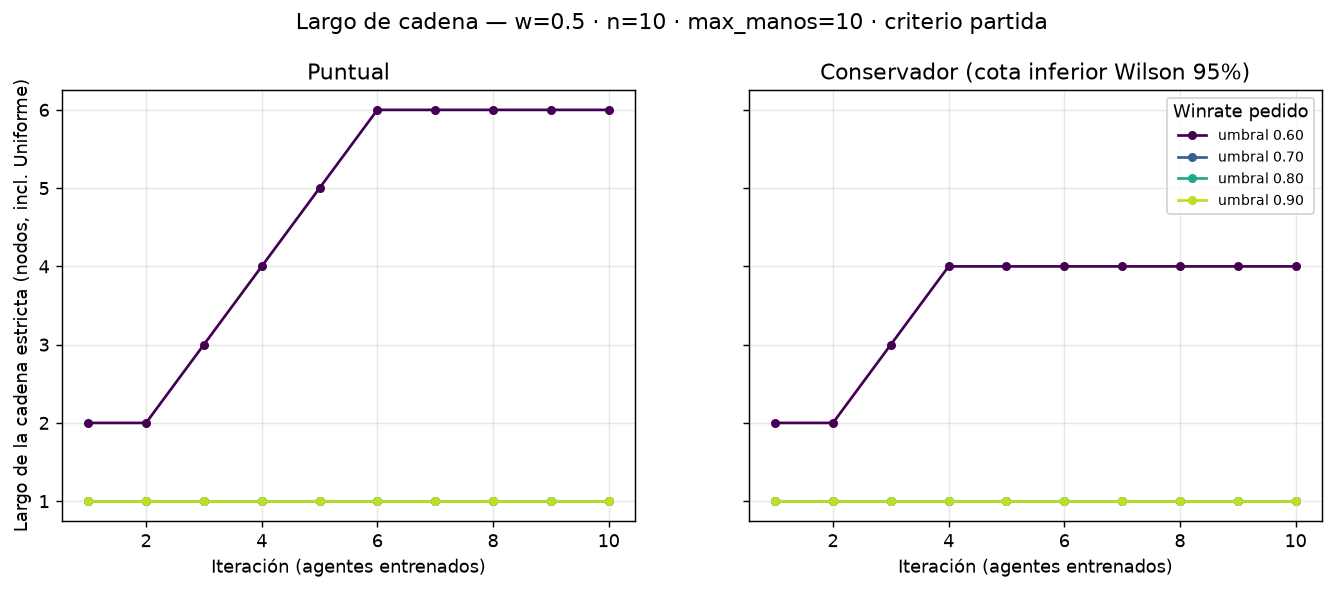 Largo de cadena — w=0.5 · n=10 · max_manos=10 · criterio partida
Puntual
Largo de la cadena estricta (nodos, incl. Uniforme)
6
5
4
3
2
1
2
4
6
8
10
Iteración (agentes entrenados)
Conservador (cota inferior Wilson 95%)
Winrate pedido
umbral 0.60
umbral 0.70
umbral 0.80
umbral 0.90
2
4
6
8
10
Iteración (agentes entrenados)